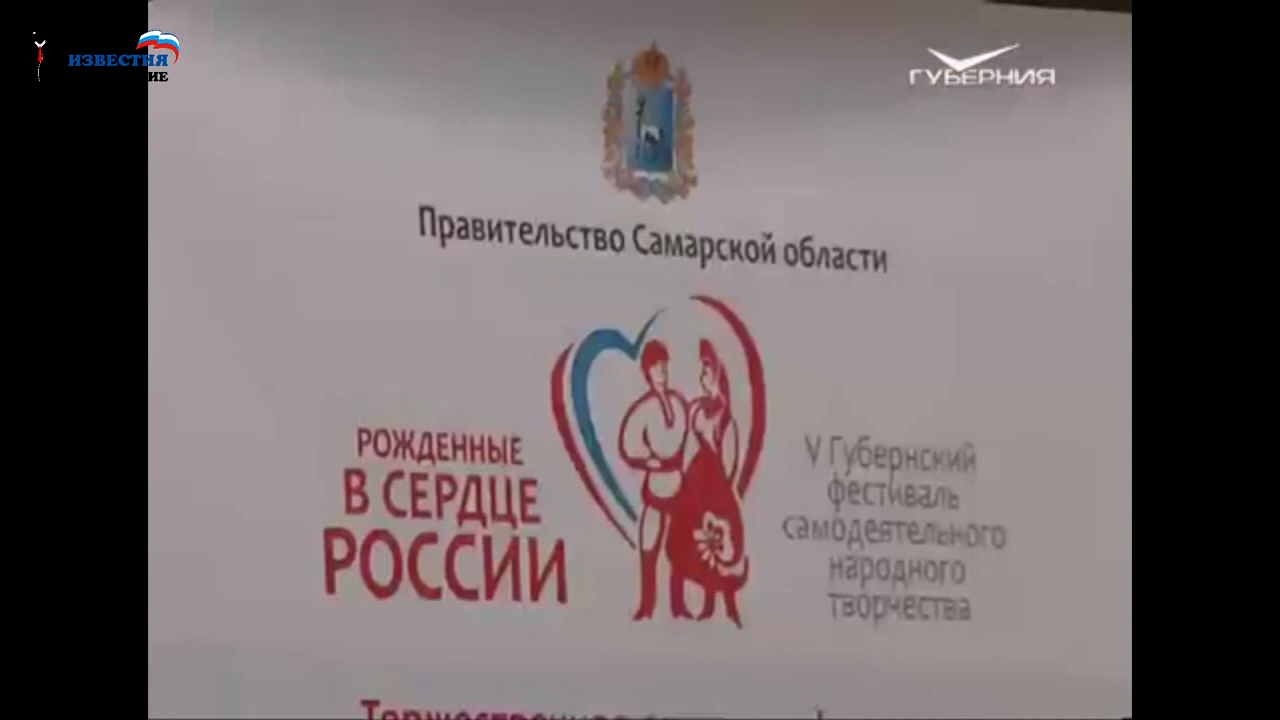 ИЗВЕСТИЯ
ГУБЕРНИЯ
Правительство Самарской области
РОЖДЕННЫЕ
В СЕРДЦЕ
РОССИИ
V Губернский
фестиваль
самодеятельного
народного
творчества